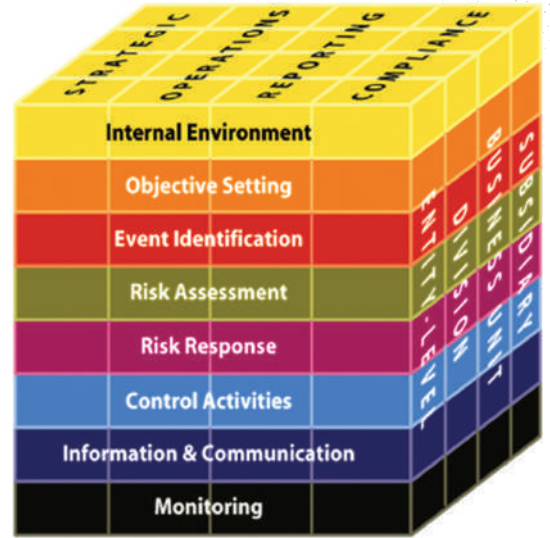 STRATEGIC
OPERATIONS
REPORTING
COMPLIANCE
Internal Environment
Objective Setting
Event Identification
Risk Assessment
Risk Response
Control Activities
Information & Communication
Monitoring
ENTITY-LEVEL
DIVISION
BUSINESS UNIT
SUBSIDIARY